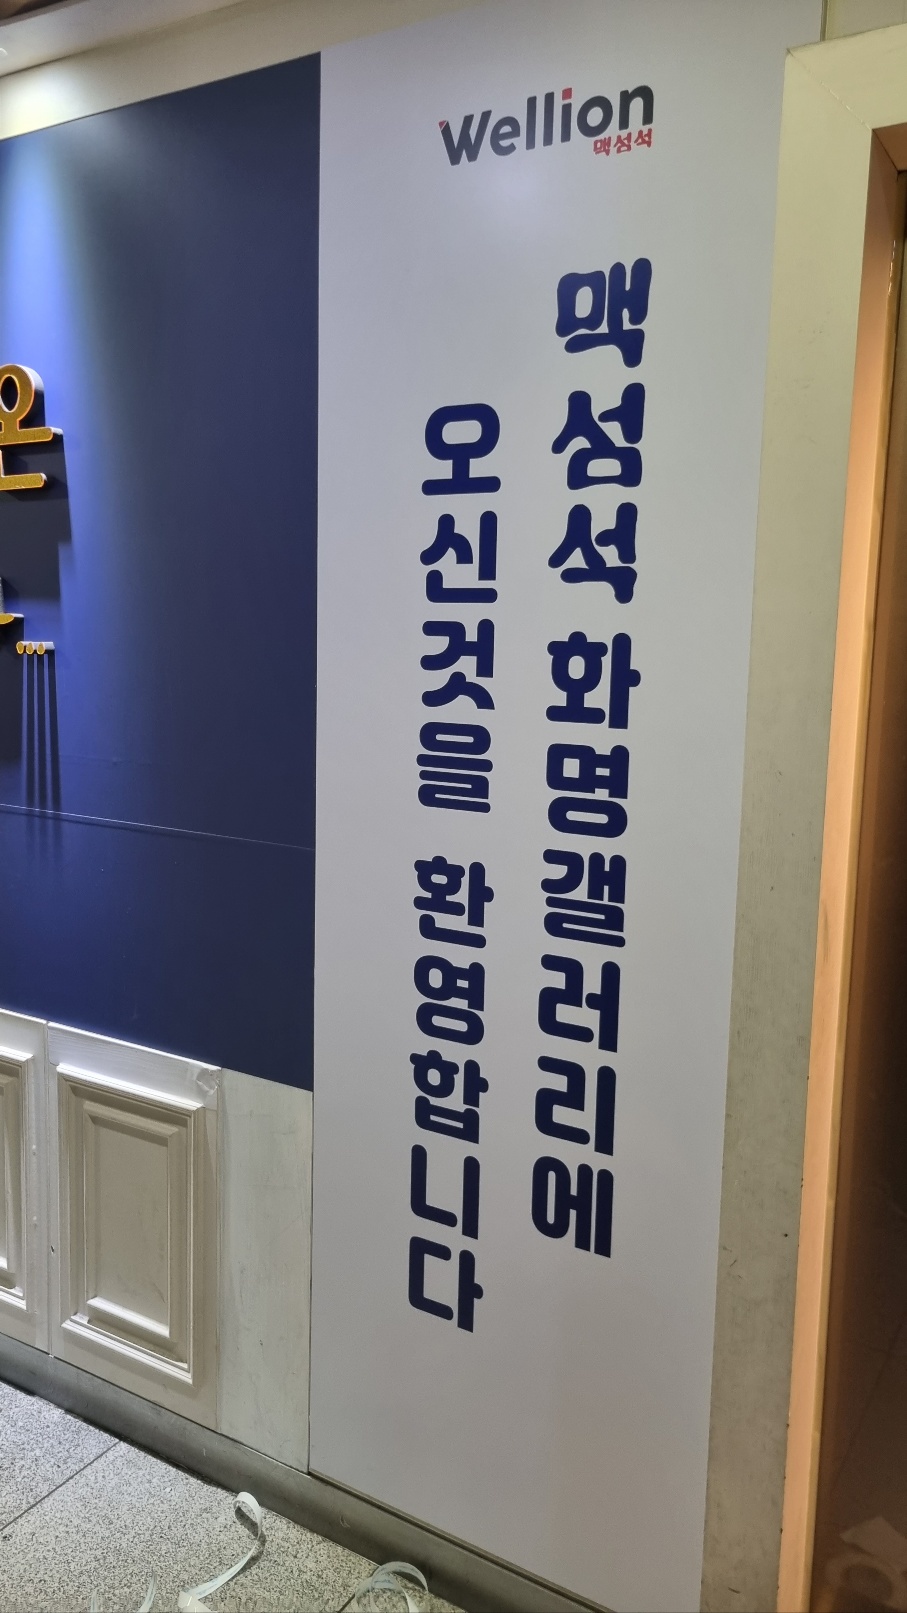 Wellion
맥섬석
맥섬석 화명갤러리에
오신것을 환영합니다
온